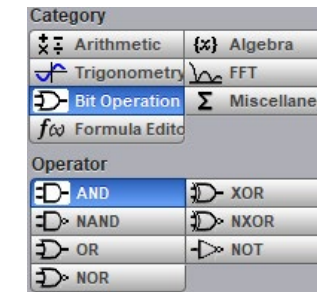 Category
Arithmetic {x} Algebra
Trigonometry FFT
Bit Operation Σ Miscellane
f(x) Formula Edito
Operator
AND XOR
NAND NXOR
OR NOT
NOR